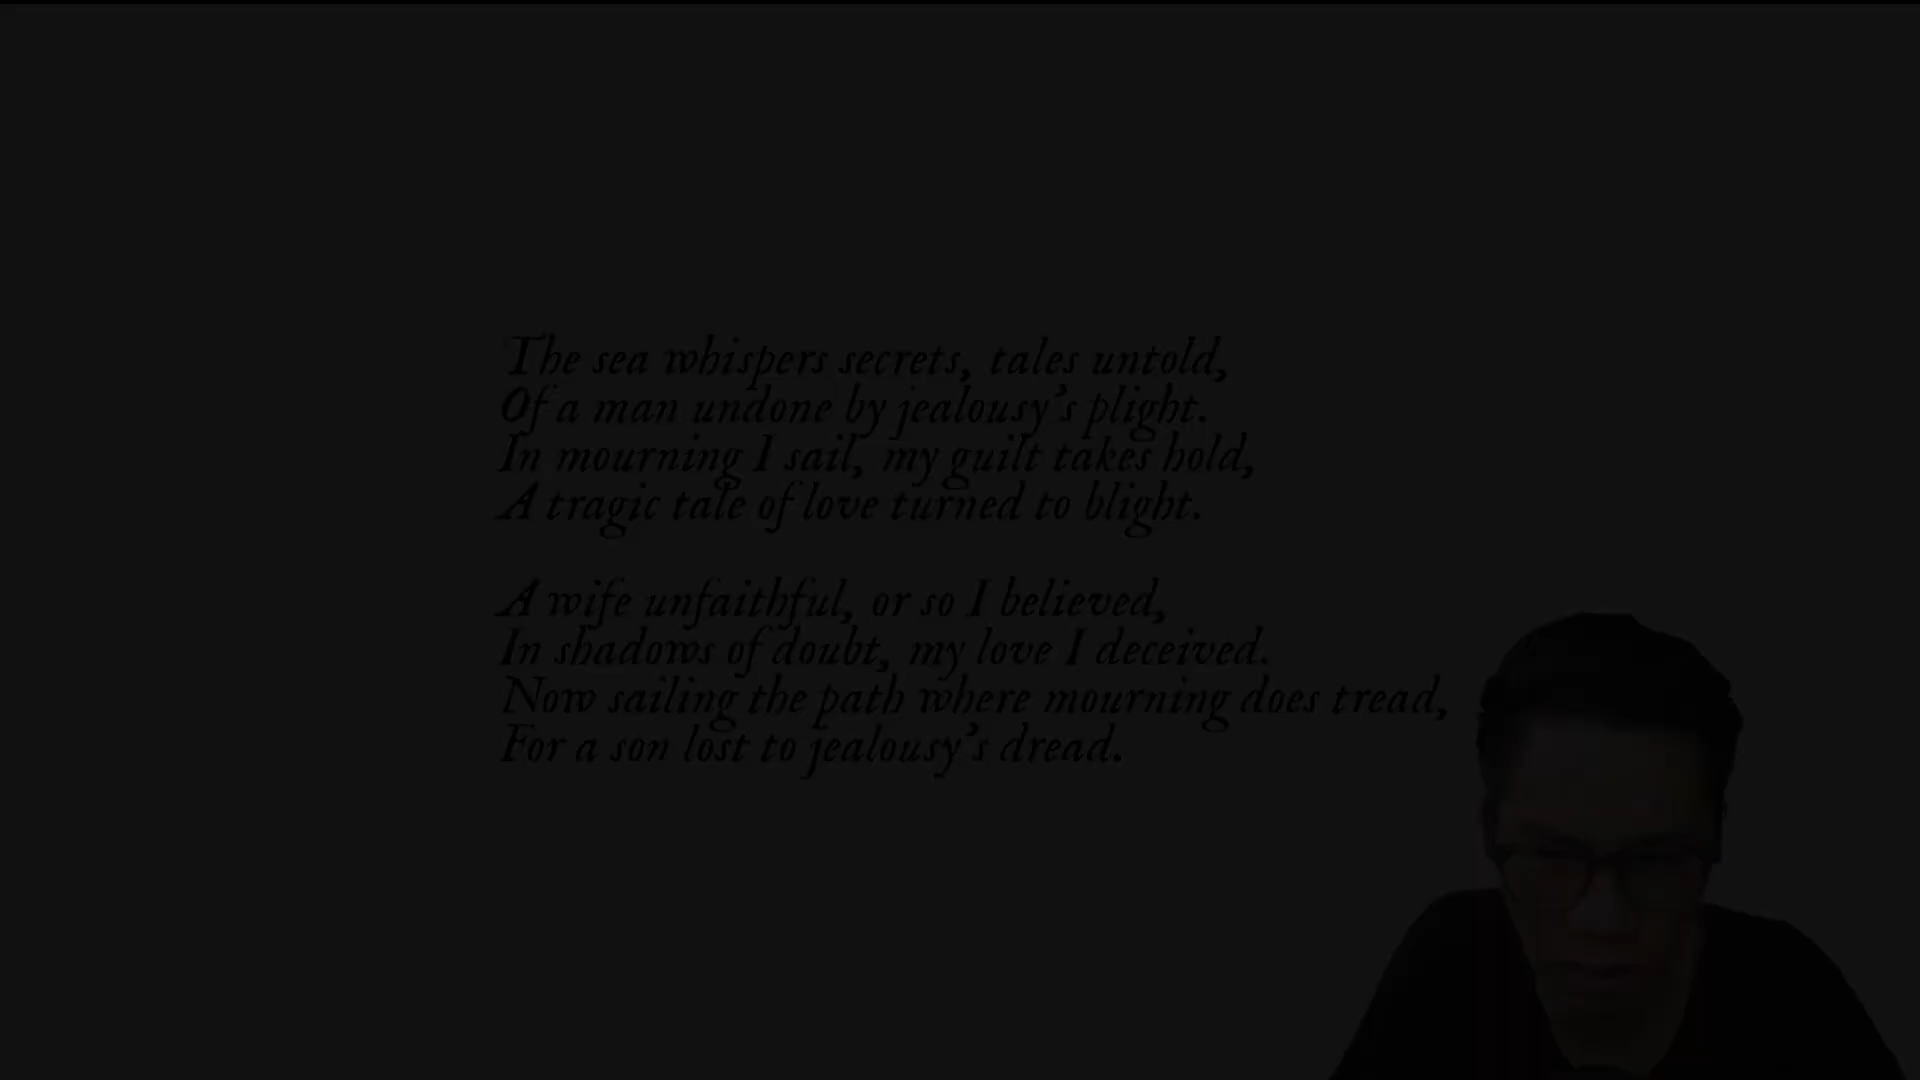 The sea whispers secrets, tales untold,
Of a man undone by jealousy's plight.
In mourning I sail, my guilt takes hold,
A tragic tale of love turned to blight.
A wife unfaithful, or so I believed,
In shadows of doubt, my love I deceived.
Now sailing the path where mourning does tread,
For a son lost to jealousy's dread.